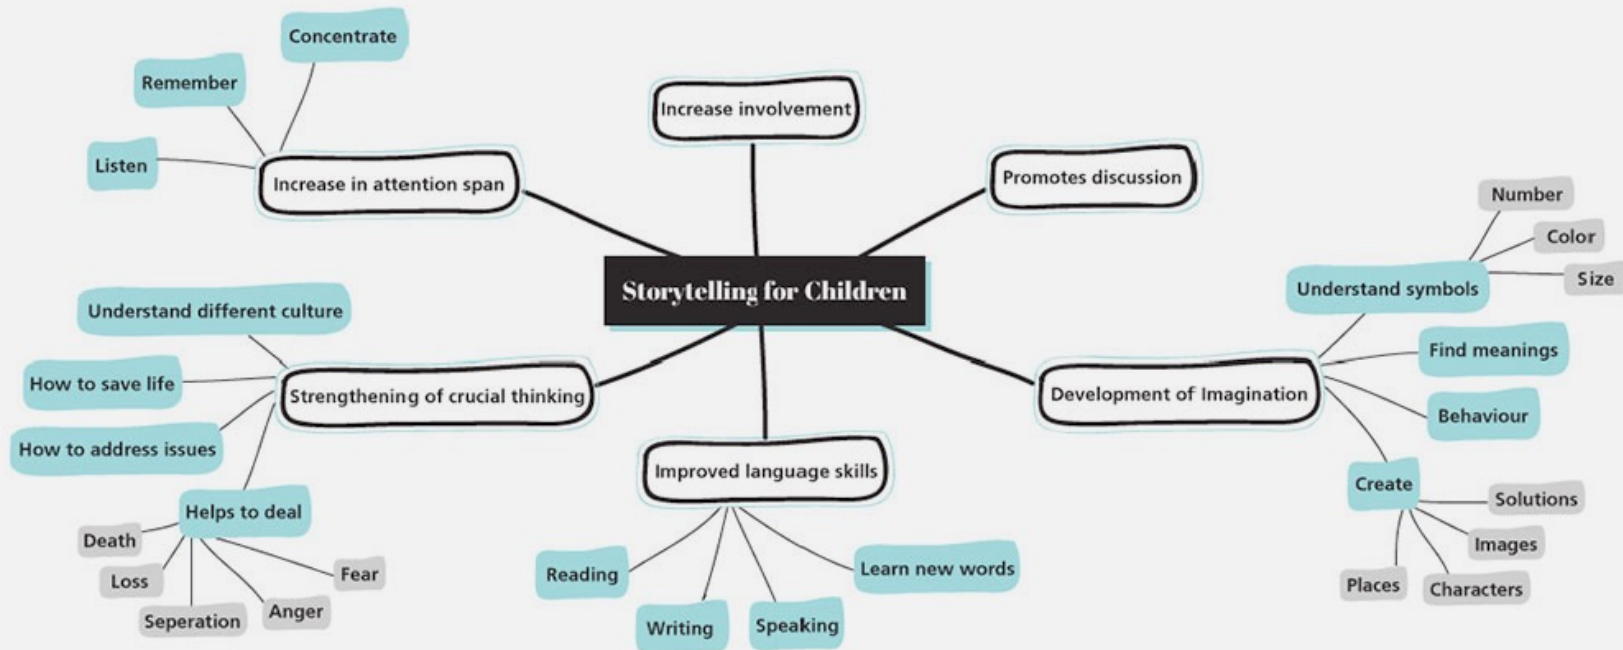 Storytelling for Children
Increase in attention span
Concentrate
Remember
Listen
Increase involvement
Promotes discussion
Development of Imagination
Understand symbols
Number
Color
Size
Find meanings
Behaviour
Create
Solutions
Images
Characters
Places
Improved language skills
Reading
Writing
Speaking
Learn new words
Strengthening of crucial thinking
Understand different culture
How to save life
How to address issues
Helps to deal
Death
Loss
Seperation
Anger
Fear